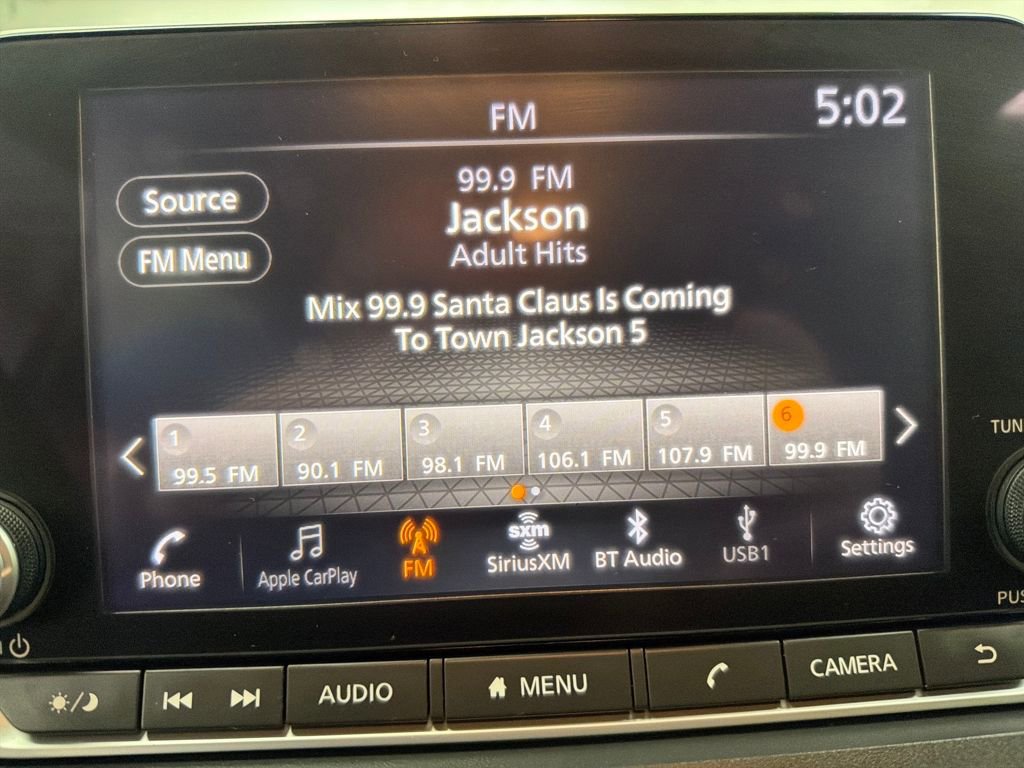 FM
5:02
99.9 FM
Source
Jackson
Adult Hits
FM Menu
Mix 99.9 Santa Claus Is Coming
To Town Jackson 5
1
2
3
4
5
6
99.5 FM
90.1 FM
98.1 FM
106.1 FM
107.9 FM
99.9 FM
TUN
sxm
Phone
Apple CarPlay
FM
SiriusXM
BT Audio
USB1
Settings
PUS
AUDIO
MENU
CAMERA